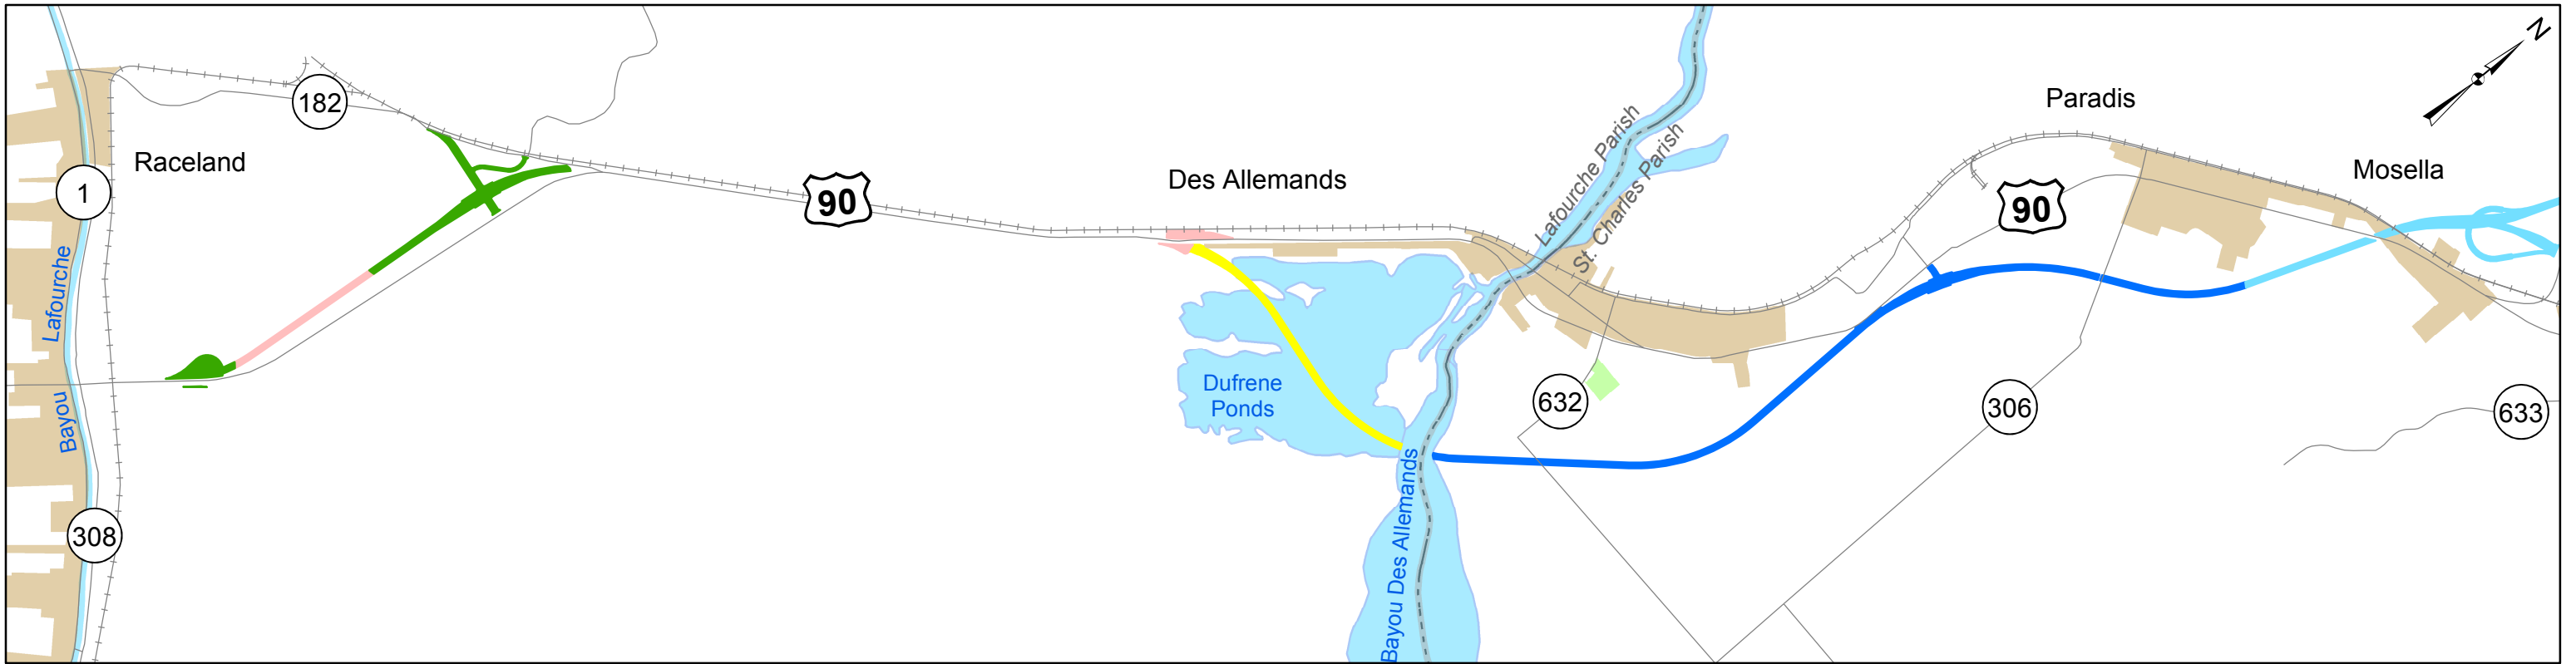 N
Paradis
182
Lafourche Parish
Raceland
Mosella
St. Charles Parish
Des Allemands
1
90
90
Lafourche
Dufrene
Ponds
632
306
633
Bayou
308
Bayou Des Allemands